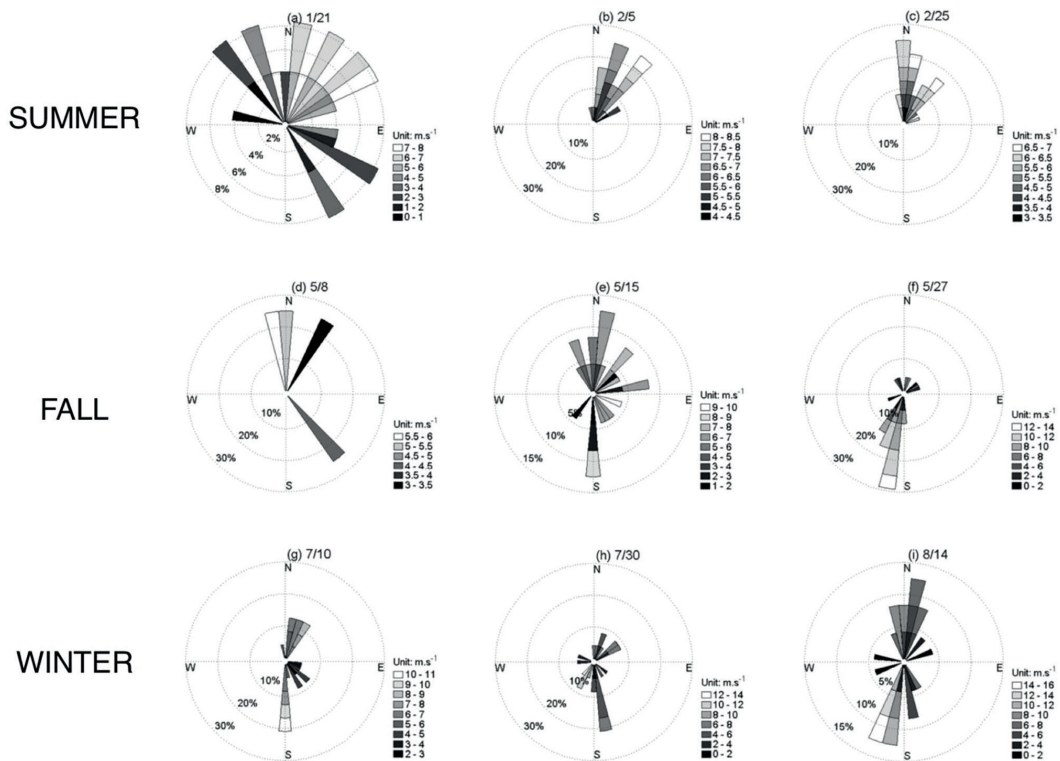 SUMMER
(a) 1/21
N
W
E
S
2%
4%
6%
8%
Unit: m.s-1
7 - 8
6 - 7
5 - 6
4 - 5
3 - 4
2 - 3
1 - 2
0 - 1
(b) 2/5
N
W
E
S
10%
20%
30%
Unit: m.s-1
8 - 8.5
7.5 - 8
7 - 7.5
6.5 - 7
6 - 6.5
5.5 - 6
5 - 5.5
4.5 - 5
4 - 4.5
(c) 2/25
N
W
E
S
10%
20%
30%
Unit: m.s-1
6.5 - 7
6 - 6.5
5.5 - 6
5 - 5.5
4.5 - 5
4 - 4.5
3.5 - 4
3 - 3.5
FALL
(d) 5/8
N
W
E
S
10%
20%
30%
Unit: m.s-1
5.5 - 6
5 - 5.5
4.5 - 5
4 - 4.5
3.5 - 4
3 - 3.5
(e) 5/15
N
W
E
S
5%
10%
15%
Unit: m.s-1
9 - 10
8 - 9
7 - 8
6 - 7
5 - 6
4 - 5
3 - 4
2 - 3
1 - 2
(f) 5/27
N
W
E
S
10%
20%
30%
Unit: m.s-1
12 - 14
10 - 12
8 - 10
6 - 8
4 - 6
2 - 4
0 - 2
WINTER
(g) 7/10
N
W
E
S
10%
20%
30%
Unit: m.s-1
10 - 11
9 - 10
8 - 9
7 - 8
6 - 7
5 - 6
4 - 5
3 - 4
2 - 3
(h) 7/30
N
W
E
S
10%
20%
30%
Unit: m.s-1
12 - 14
10 - 12
8 - 10
6 - 8
4 - 6
2 - 4
0 - 2
(i) 8/14
N
W
E
S
5%
15%
Unit: m.s-1
14 - 16
12 - 14
10 - 12
8 - 10
6 - 8
4 - 6
2 - 4
0 - 2